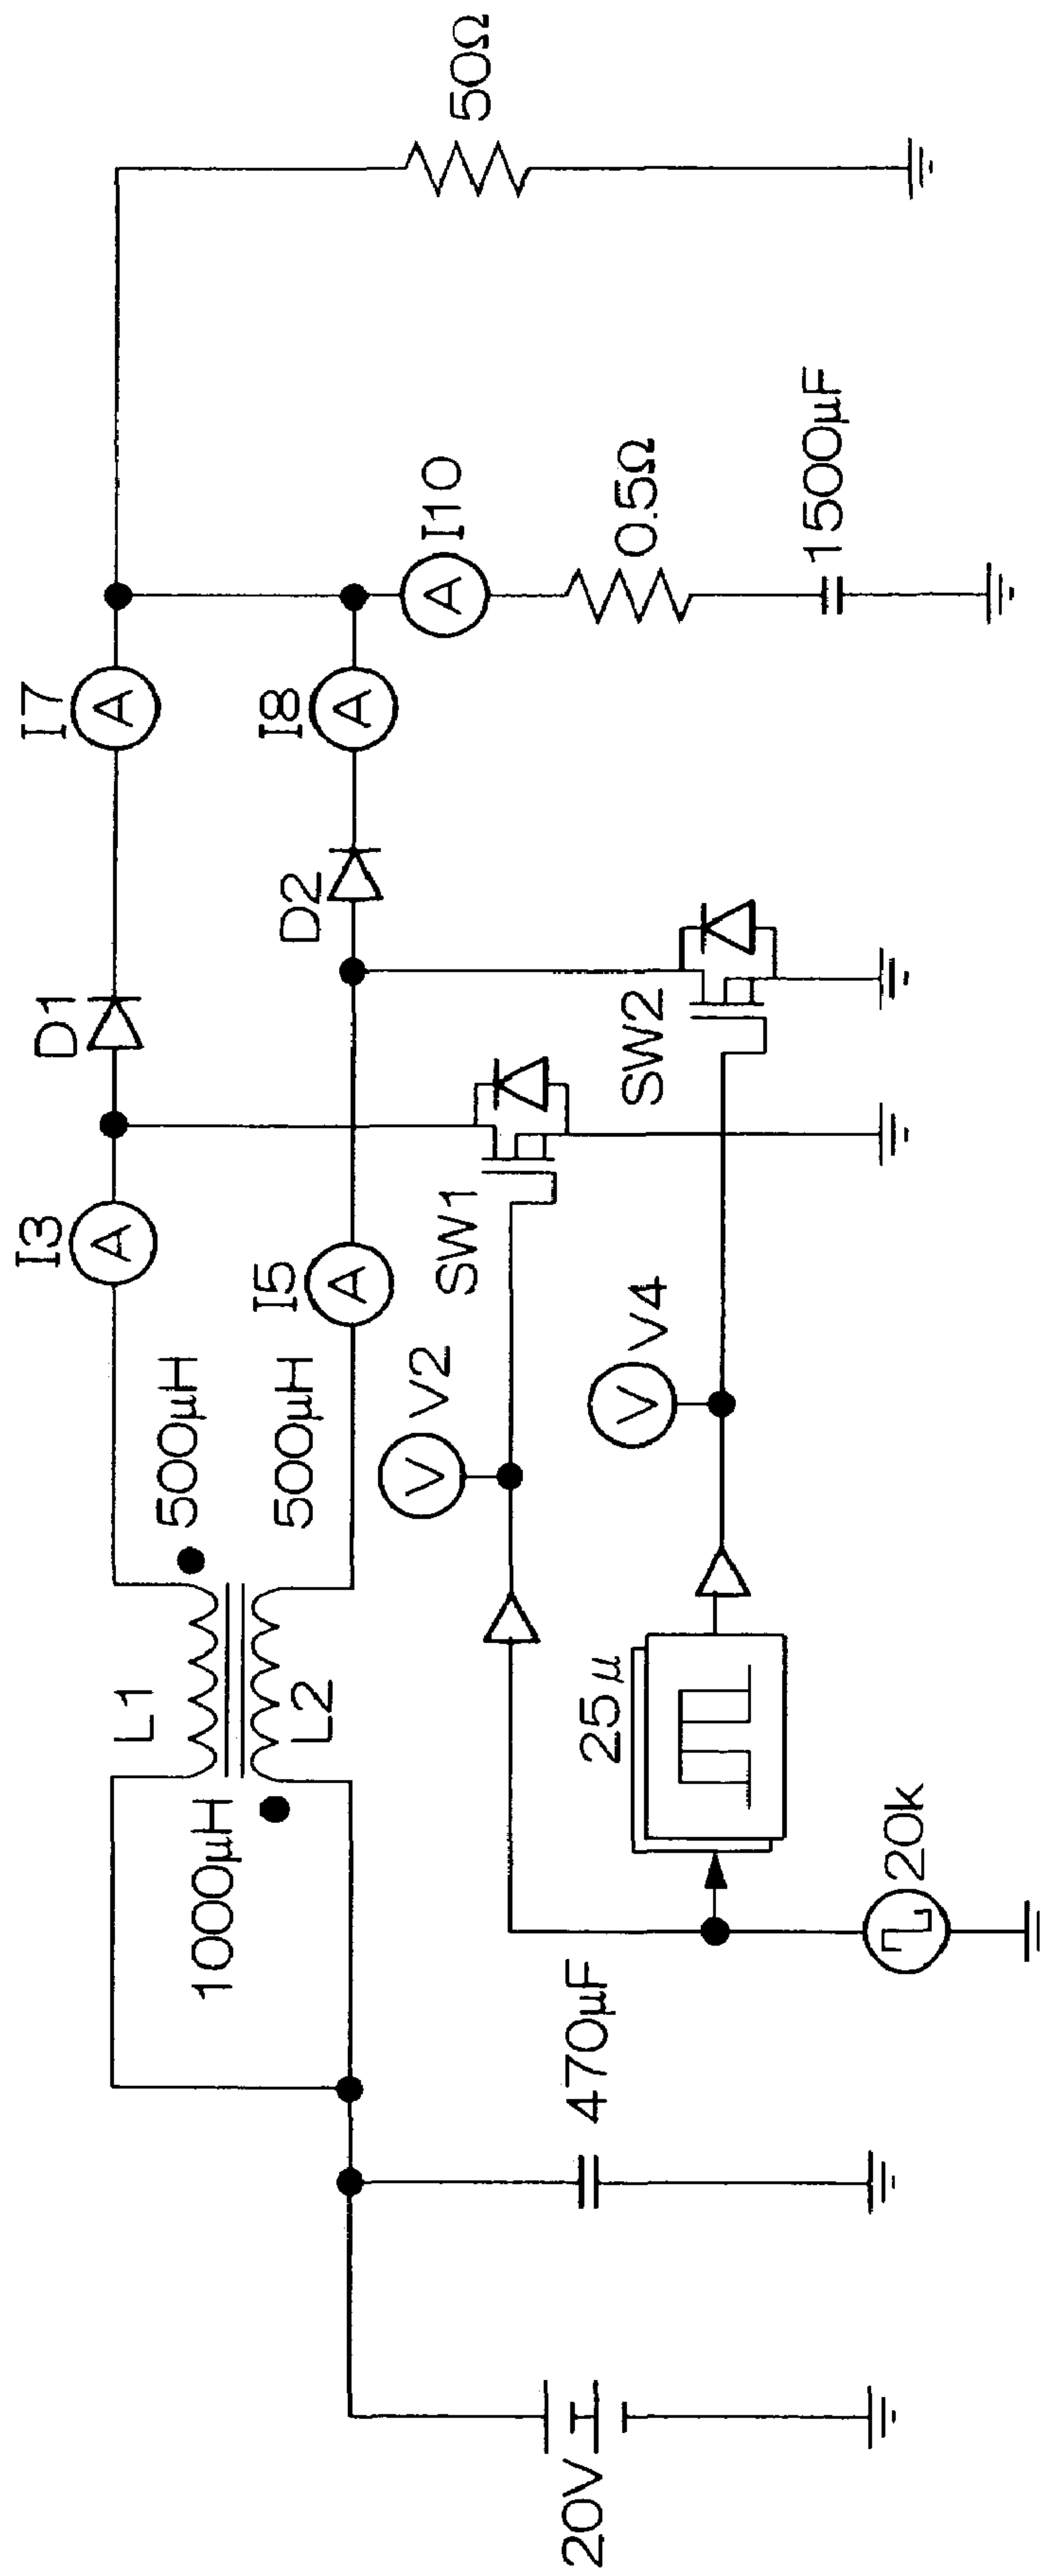 20V
470µF
1000µH
L1
L2
500µH
500µH
I3
I5
D1
D2
I7
I8
I10
0.5Ω
1500µF
50Ω
V2
V4
SW1
SW2
25µ
20k
A
A
A
A
A
V
V